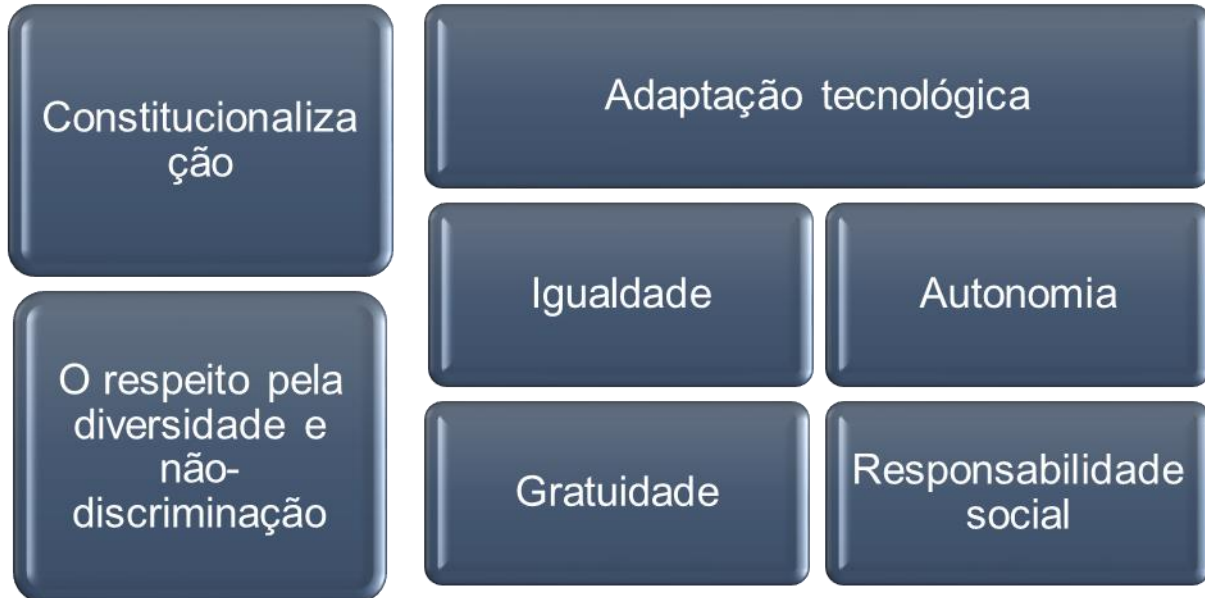 Constitucionaliza
ção
O respeito pela
diversidade e
não-
discriminação
Adaptação tecnológica
Igualdade
Autonomia
Gratuidade
Responsabilidade
social